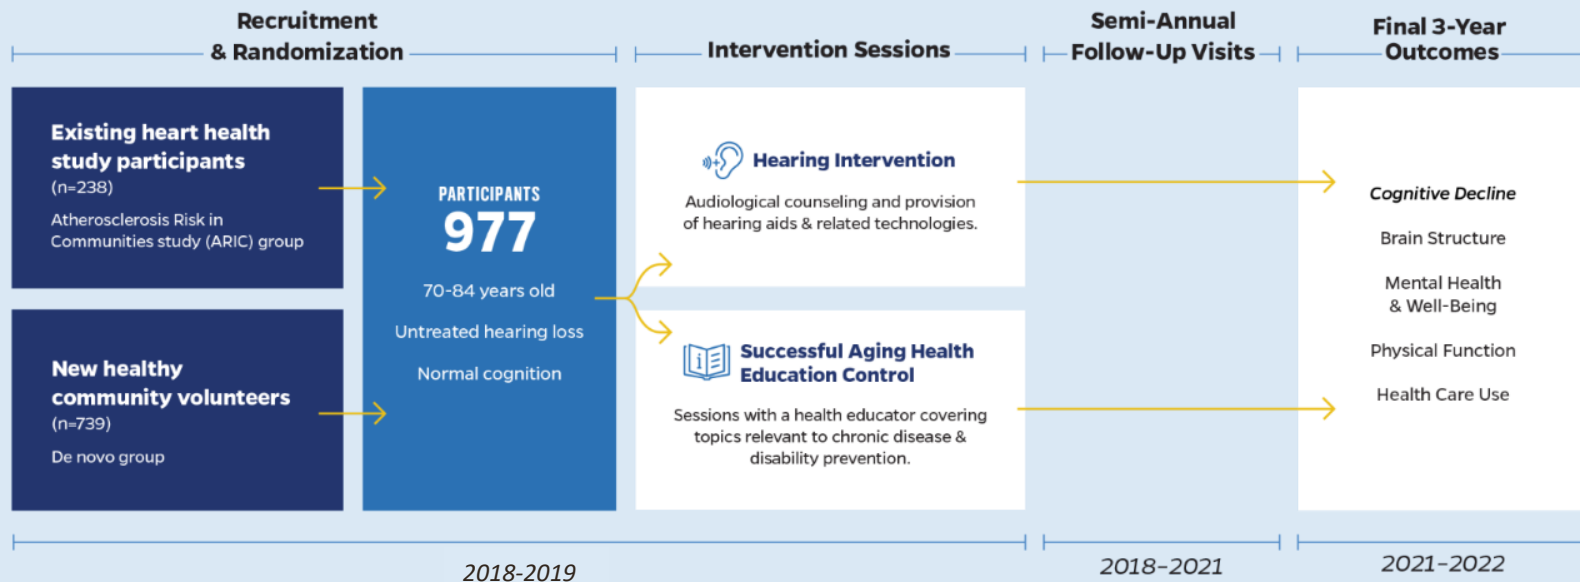 Recruitment
& Randomization
Intervention Sessions
Semi-Annual
Follow-Up Visits
Final 3-Year
Outcomes
Existing heart health
study participants
(n=238)
Atherosclerosis Risk in
Communities study (ARIC) group
New healthy
community volunteers
(n=739)
De novo group
PARTICIPANTS
977
70-84 years old
Untreated hearing loss
Normal cognition
Hearing Intervention
Audiological counseling and provision
of hearing aids & related technologies.
i
Successful Aging Health
Education Control
Sessions with a health educator covering
topics relevant to chronic disease &
disability prevention.
Cognitive Decline
Brain Structure
Mental Health
& Well-Being
Physical Function
Health Care Use
2018-2019
2018–2021
2021–2022